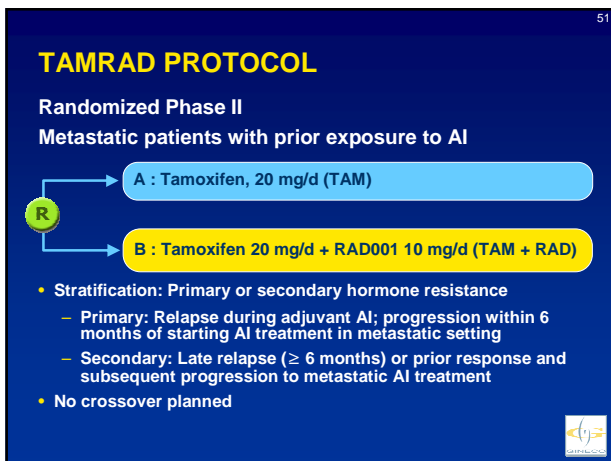 51
TAMRAD PROTOCOL
Randomized Phase II
Metastatic patients with prior exposure to AI
A : Tamoxifen, 20 mg/d (TAM)
R
B : Tamoxifen 20 mg/d + RAD001 10 mg/d (TAM + RAD)
• Stratification: Primary or secondary hormone resistance
– Primary: Relapse during adjuvant AI; progression within 6
months of starting AI treatment in metastatic setting
– Secondary: Late relapse (≥ 6 months) or prior response and
subsequent progression to metastatic AI treatment
• No crossover planned
GINECO